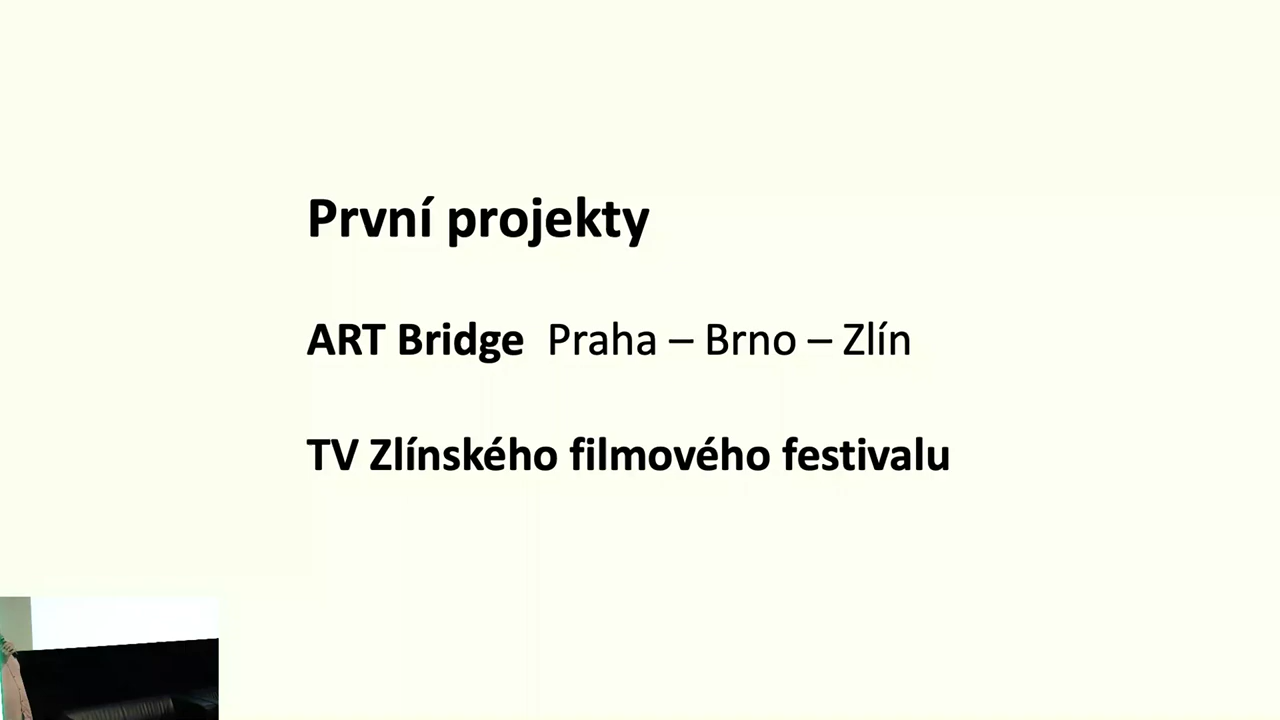 První projekty
ART Bridge Praha – Brno – Zlín
TV Zlínského filmového festivalu